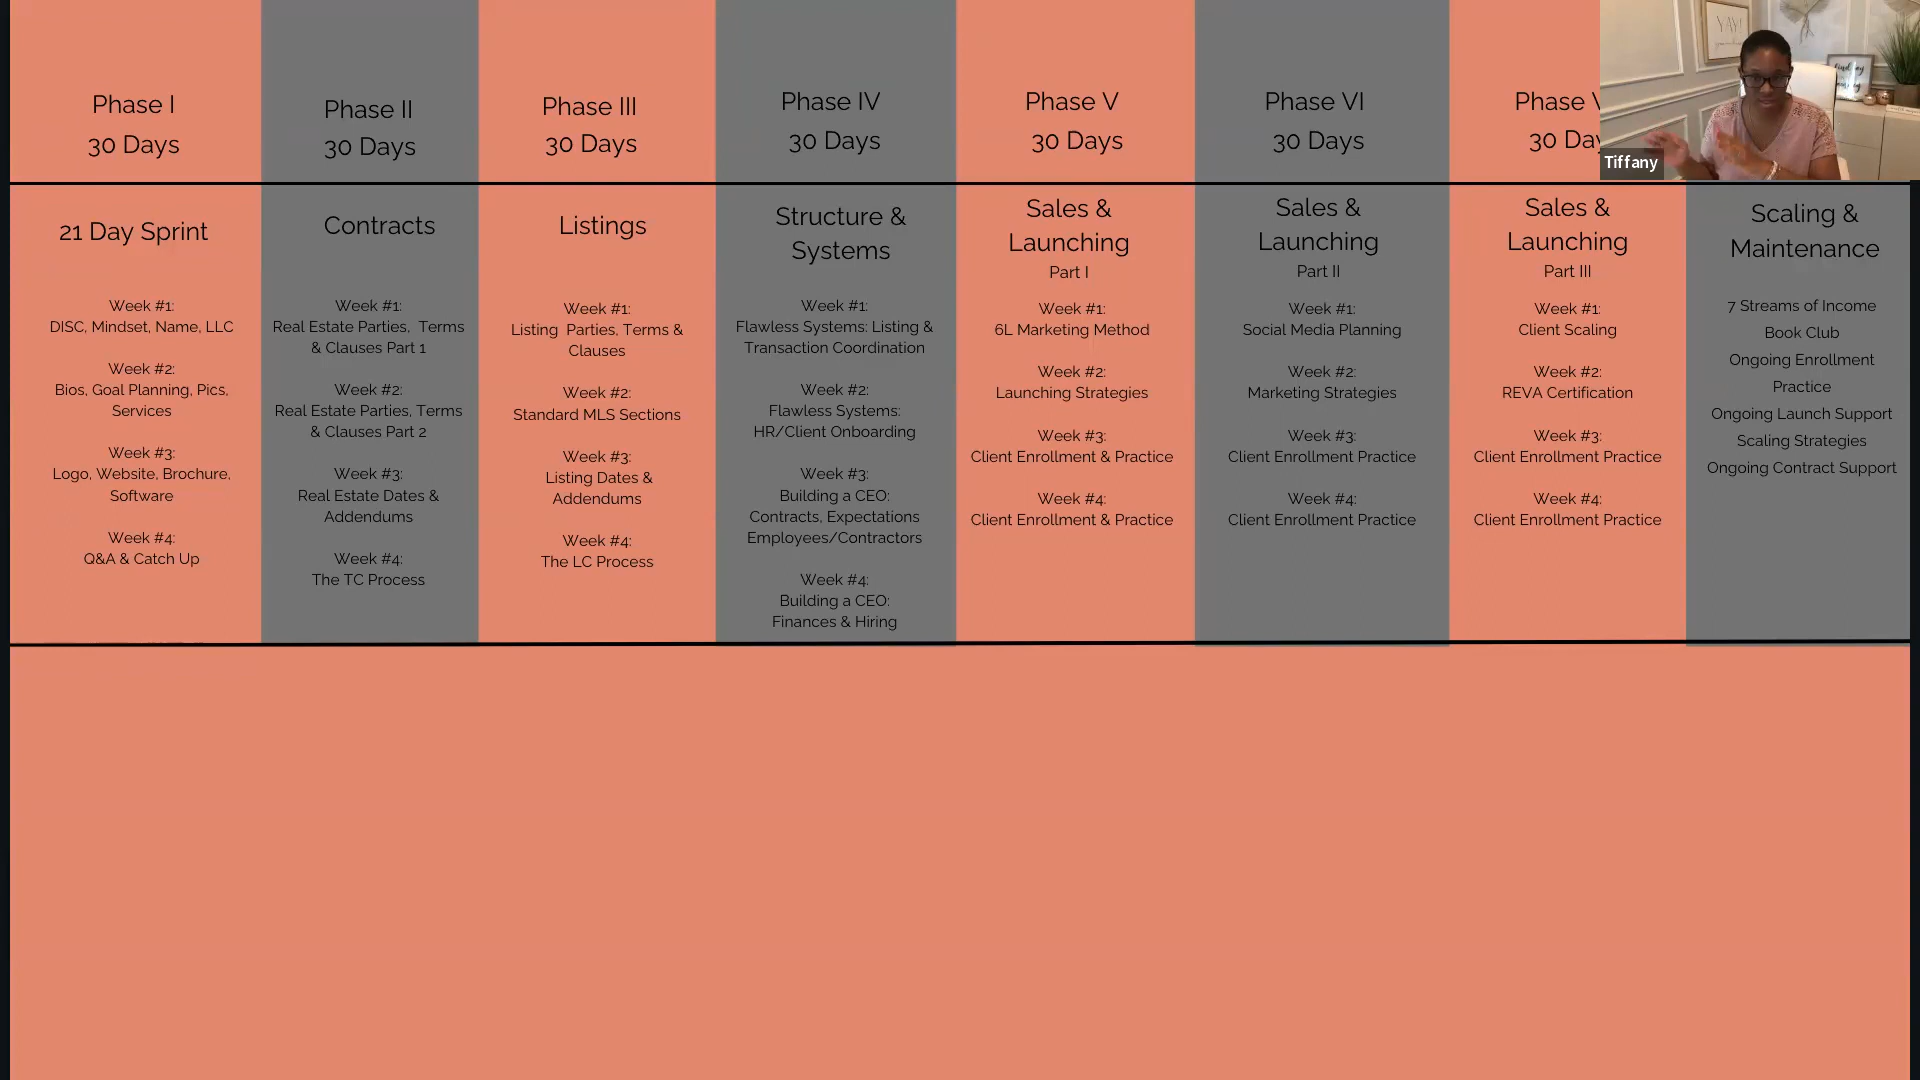 Phase I
30 Days
21 Day Sprint
Week #1:
DISC, Mindset, Name, LLC
Week #2:
Bios, Goal Planning, Pics,
Services
Week #3:
Logo, Website, Brochure,
Software
Week #4:
Q&A & Catch Up
Phase II
30 Days
Contracts
Week #1:
Real Estate Parties, Terms
& Clauses Part 1
Week #2:
Real Estate Parties, Terms
& Clauses Part 2
Week #3:
Real Estate Dates &
Addendums
Week #4:
The TC Process
Phase III
30 Days
Listings
Week #1:
Listing Parties, Terms &
Clauses
Week #2:
Standard MLS Sections
Week #3:
Listing Dates &
Addendums
Week #4:
The LC Process
Phase IV
30 Days
Structure &
Systems
Week #1:
Flawless Systems: Listing &
Transaction Coordination
Week #2:
Flawless Systems:
HR/Client Onboarding
Week #3:
Building a CEO:
Contracts, Expectations
Employees/Contractors
Week #4:
Building a CEO:
Finances & Hiring
Phase V
30 Days
Sales &
Launching
Part I
Week #1:
6L Marketing Method
Week #2:
Launching Strategies
Week #3:
Client Enrollment & Practice
Week #4:
Client Enrollment & Practice
Phase VI
30 Days
Sales &
Launching
Part II
Week #1:
Social Media Planning
Week #2:
Marketing Strategies
Week #3:
Client Enrollment Practice
Week #4:
Client Enrollment Practice
Phase
30
Sales &
Launching
Part III
Week #1:
Client Scaling
Week #2:
REVA Certification
Week #3:
Client Enrollment Practice
Week #4:
Client Enrollment Practice
YAY!
Tiffany
Scaling &
Maintenance
7 Streams of Income
Book Club
Ongoing Enrollment
Practice
Ongoing Launch Support
Scaling Strategies
Ongoing Contract Support